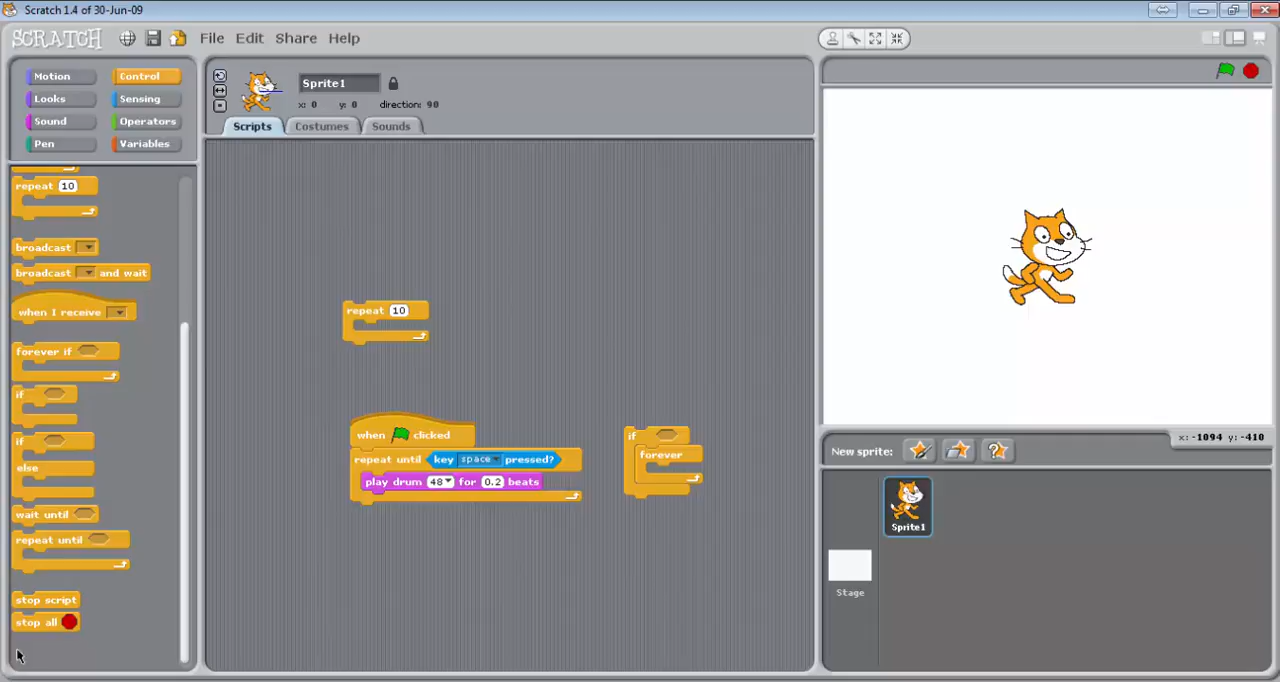 Scratch 1.4 of 30-Jun-09
SCRATCH File Edit Share Help
Motion Control
Looks Sensing
Sound Operators
Pen Variables
repeat 10
broadcast
broadcast and wait
when I receive
forever if
if
if
else
wait until
repeat until
stop script
stop all
Sprite1
x: 0 y: 0 direction: 90
Scripts Costumes Sounds
repeat 10
when clicked
repeat until key space pressed?
play drum 48 for 0.2 beats
if
forever
x: -1094 y: -410
New sprite:
Sprite1
Stage